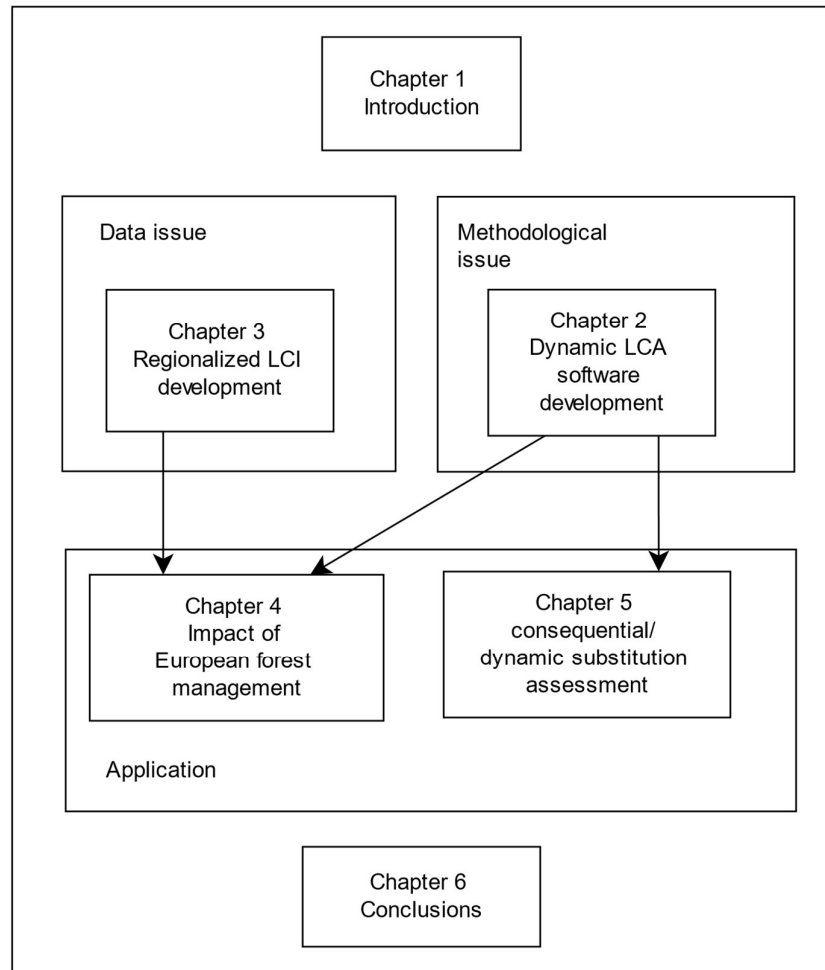 Chapter 1
Introduction
Data issue
Chapter 3
Regionalized LCI
development
Methodological
issue
Chapter 2
Dynamic LCA
software
development
Chapter 4
Impact of
European forest
management
Chapter 5
consequential/
dynamic substitution
assessment
Application
Chapter 6
Conclusions